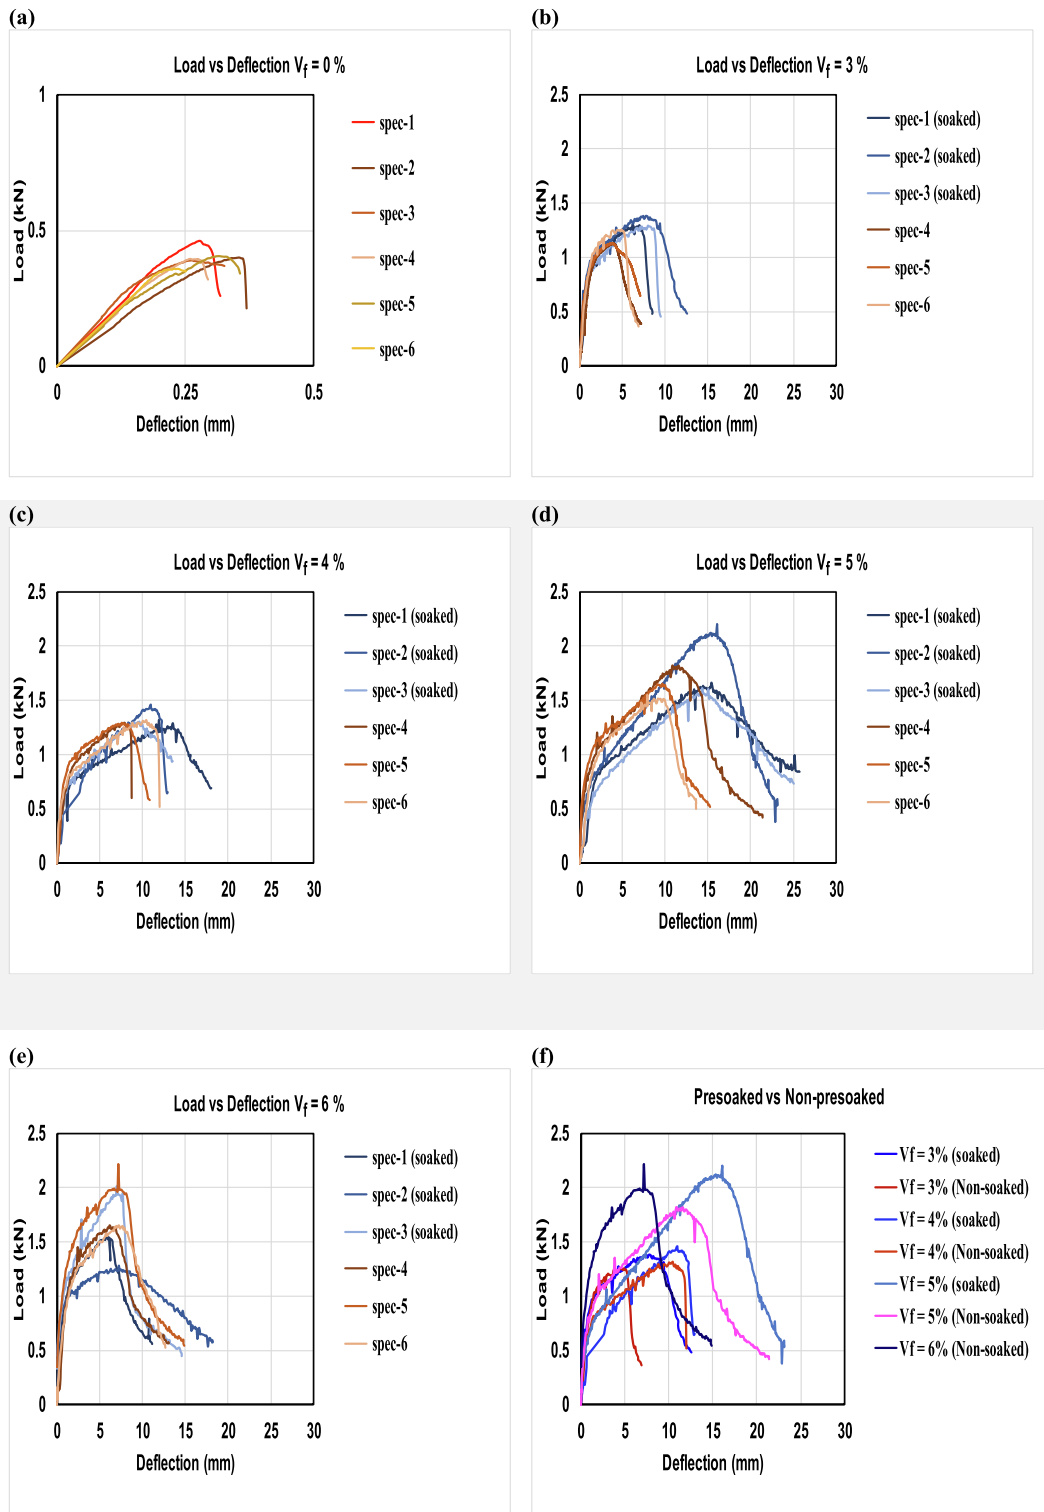 (a)
Load vs Deflection Vf = 0 %
1
0.5
0
0
0.25
0.5
Load (kN)
Deflection (mm)
spec-1
spec-2
spec-3
spec-4
spec-5
spec-6
(b)
Load vs Deflection Vf = 3 %
2.5
2
1.5
1
0.5
0
0
5
10
15
20
25
30
Load (kN)
Deflection (mm)
spec-1 (soaked)
spec-2 (soaked)
spec-3 (soaked)
spec-4
spec-5
spec-6
(c)
Load vs Deflection Vf = 4 %
2.5
2
1.5
1
0.5
0
0
5
10
15
20
25
30
Load (kN)
Deflection (mm)
spec-1 (soaked)
spec-2 (soaked)
spec-3 (soaked)
spec-4
spec-5
spec-6
(d)
Load vs Deflection Vf = 5 %
2.5
2
1.5
1
0.5
0
0
5
10
15
20
25
30
Load (kN)
Deflection (mm)
spec-1 (soaked)
spec-2 (soaked)
spec-3 (soaked)
spec-4
spec-5
spec-6
(e)
Load vs Deflection Vf = 6 %
2.5
2
1.5
1
0.5
0
0
5
10
15
20
25
30
Load (kN)
Deflection (mm)
spec-1 (soaked)
spec-2 (soaked)
spec-3 (soaked)
spec-4
spec-5
spec-6
(f)
Presoaked vs Non-presoaked
2.5
2
1.5
1
0.5
0
0
5
10
15
20
25
30
Load (kN)
Deflection (mm)
Vf = 3% (soaked)
Vf = 3% (Non-soaked)
Vf = 4% (soaked)
Vf = 4% (Non-soaked)
Vf = 5% (soaked)
Vf = 5% (Non-soaked)
Vf = 6% (Non-soaked)